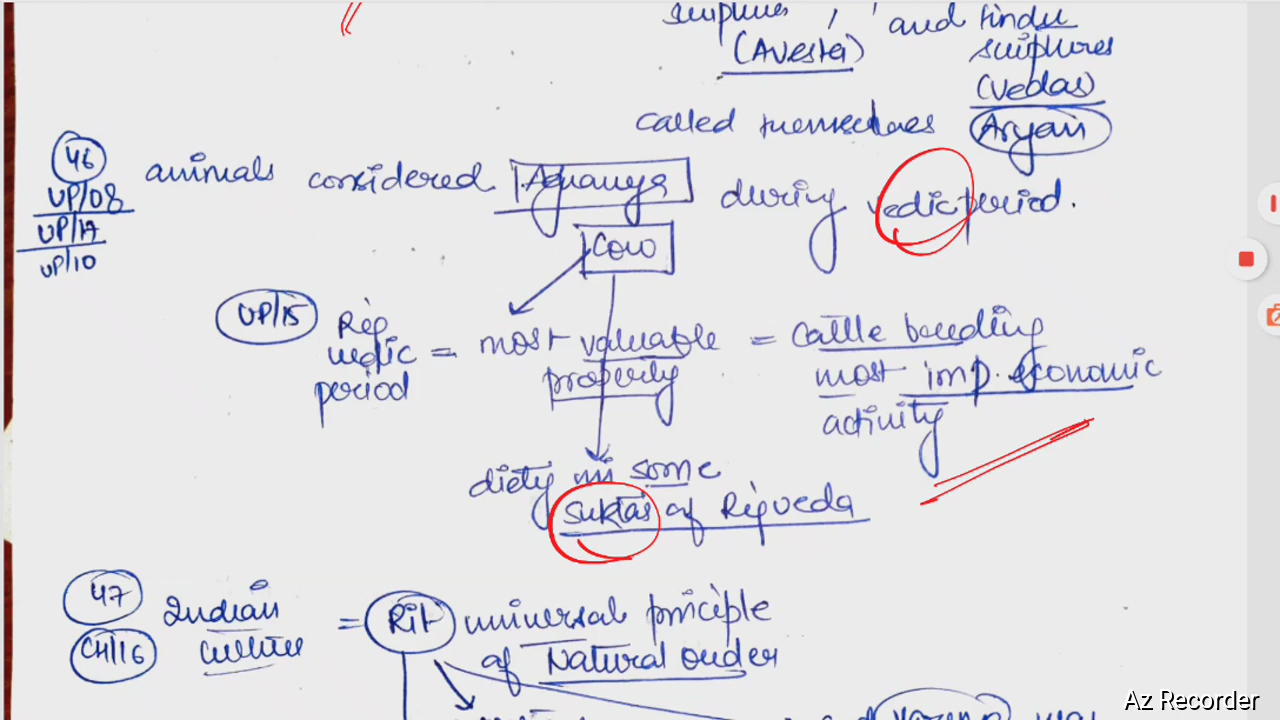 and Hindu
(Avesta)
scriptures
(Vedas)
called themselves Aryan
46 animals considered Aghanya during vedic period.
UP/08
UP/17
UP/10
Cow
UP/15 Rig vedic period = most valuable property = cattle breeding most imp. economic activity
diety in some
suktas of Rigveda
47 Indian culture = Rit universal principle
CH/16 of Natural order
Az Recorder